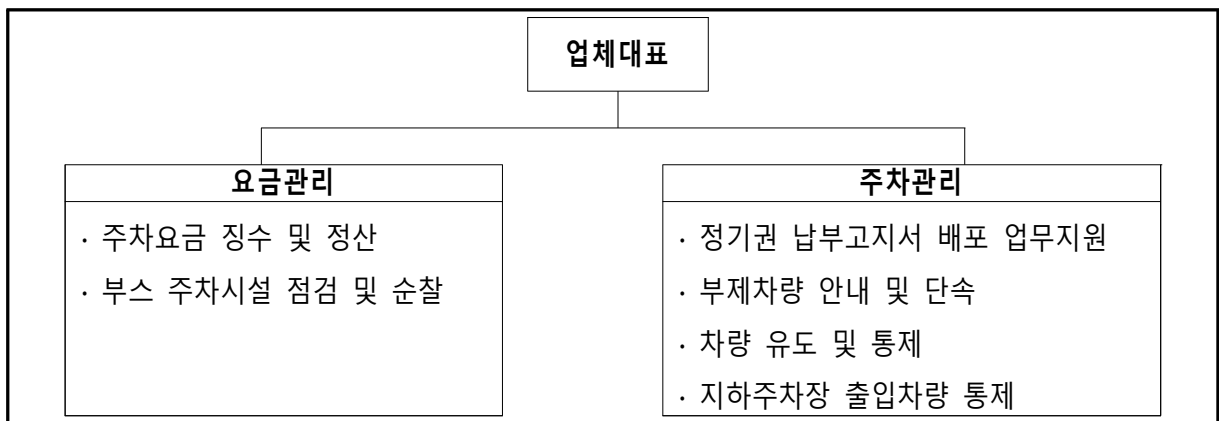 업체대표
요금관리
· 주차요금 징수 및 정산
· 부스 주차시설 점검 및 순찰
주차관리
· 정기권 납부고지서 배포 업무지원
· 부제차량 안내 및 단속
· 차량 유도 및 통제
· 지하주차장 출입차량 통제